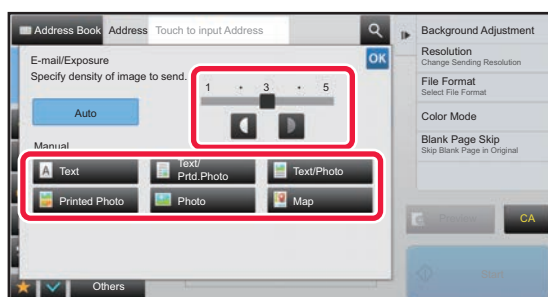 Address Book Address Touch to input Address
E-mail/Exposure
OK
Specify density of image to send.
1 • 3 • 5
Auto
Manual
A Text
Text/
Prtd.Photo
Text/Photo
Printed Photo
Photo
Map
Others
Background Adjustment
Resolution
Change Sending Resolution
File Format
Select File Format
Color Mode
Blank Page Skip
Skip Blank Page in Original
Preview
CA
Start